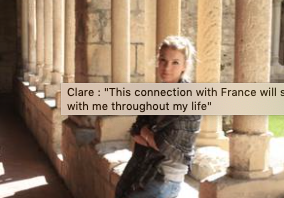 Clare : "This connection with France will
with me throughout my life"